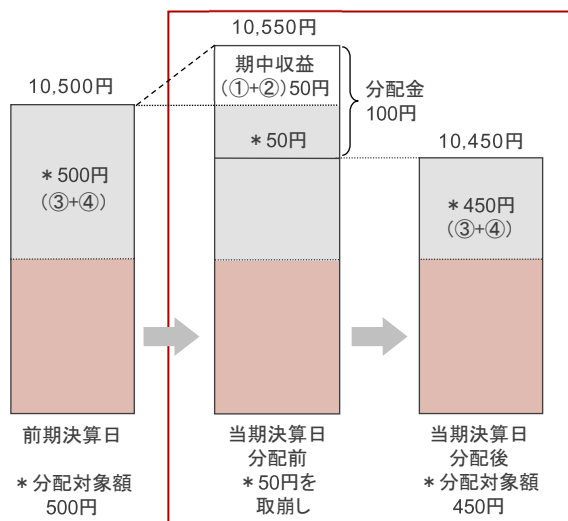 10,500円
＊500円
(③+④)
前期決算日
＊分配対象額
500円
10,550円
期中収益
(①+②)50円
＊50円
分配金
100円
当期決算日
分配前
＊50円を
取崩し
10,450円
＊450円
(③+④)
当期決算日
分配後
＊分配対象額
450円